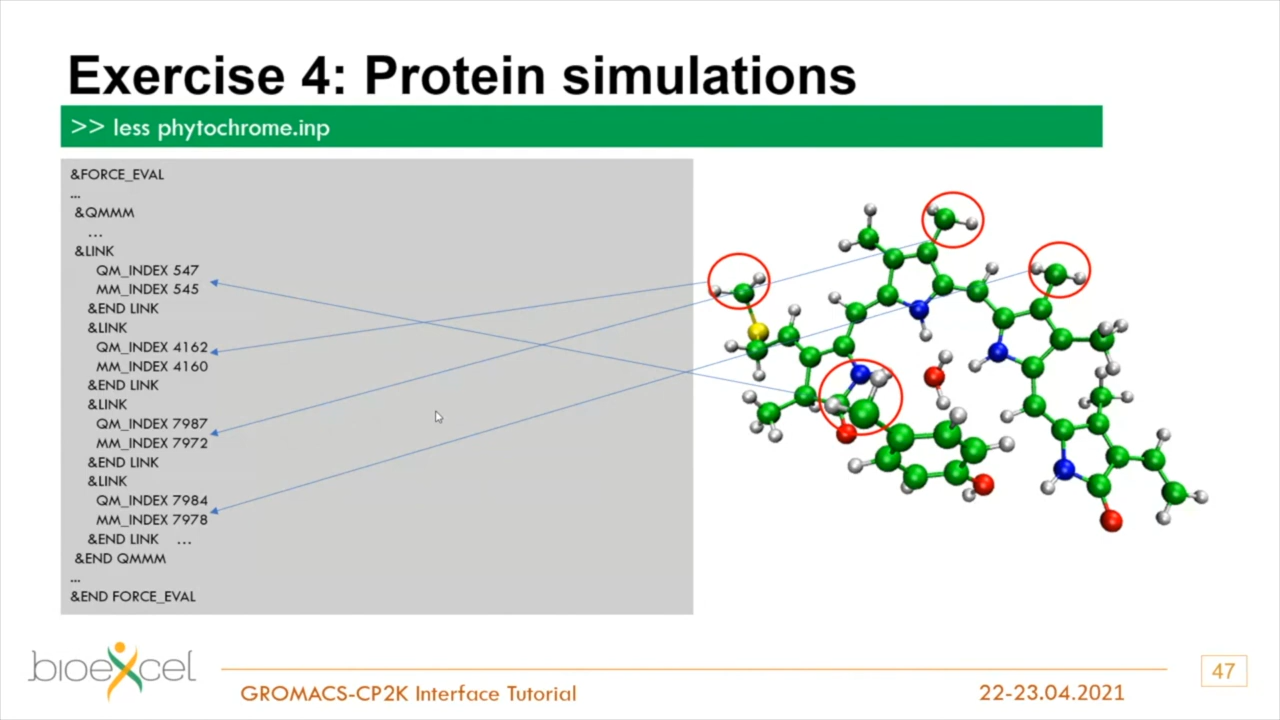 Exercise 4: Protein simulations
>> less phytochrome.inp
&FORCE_EVAL
...
&QMMM
...
&LINK
QM_INDEX 547
MM_INDEX 545
&END LINK
&LINK
QM_INDEX 4162
MM_INDEX 4160
&END LINK
&LINK
QM_INDEX 7987
MM_INDEX 7972
&END LINK
&LINK
QM_INDEX 7984
MM_INDEX 7978
&END LINK ...
&END QMMM
...
&END FORCE_EVAL
bioexcel
GROMACS-CP2K Interface Tutorial
22-23.04.2021
47